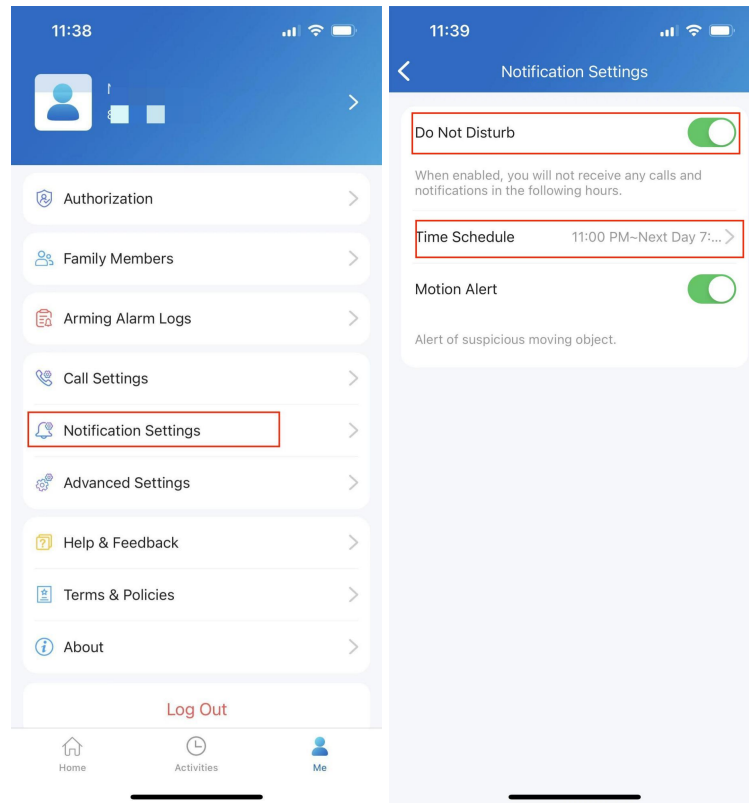 11:38
Authorization
Family Members
Arming Alarm Logs
Call Settings
Notification Settings
Advanced Settings
Help & Feedback
Terms & Policies
About
Log Out
Home
Activities
Me
11:39
Notification Settings
Do Not Disturb
When enabled, you will not receive any calls and
notifications in the following hours.
Time Schedule 11:00 PM~Next Day 7:...
Motion Alert
Alert of suspicious moving object.